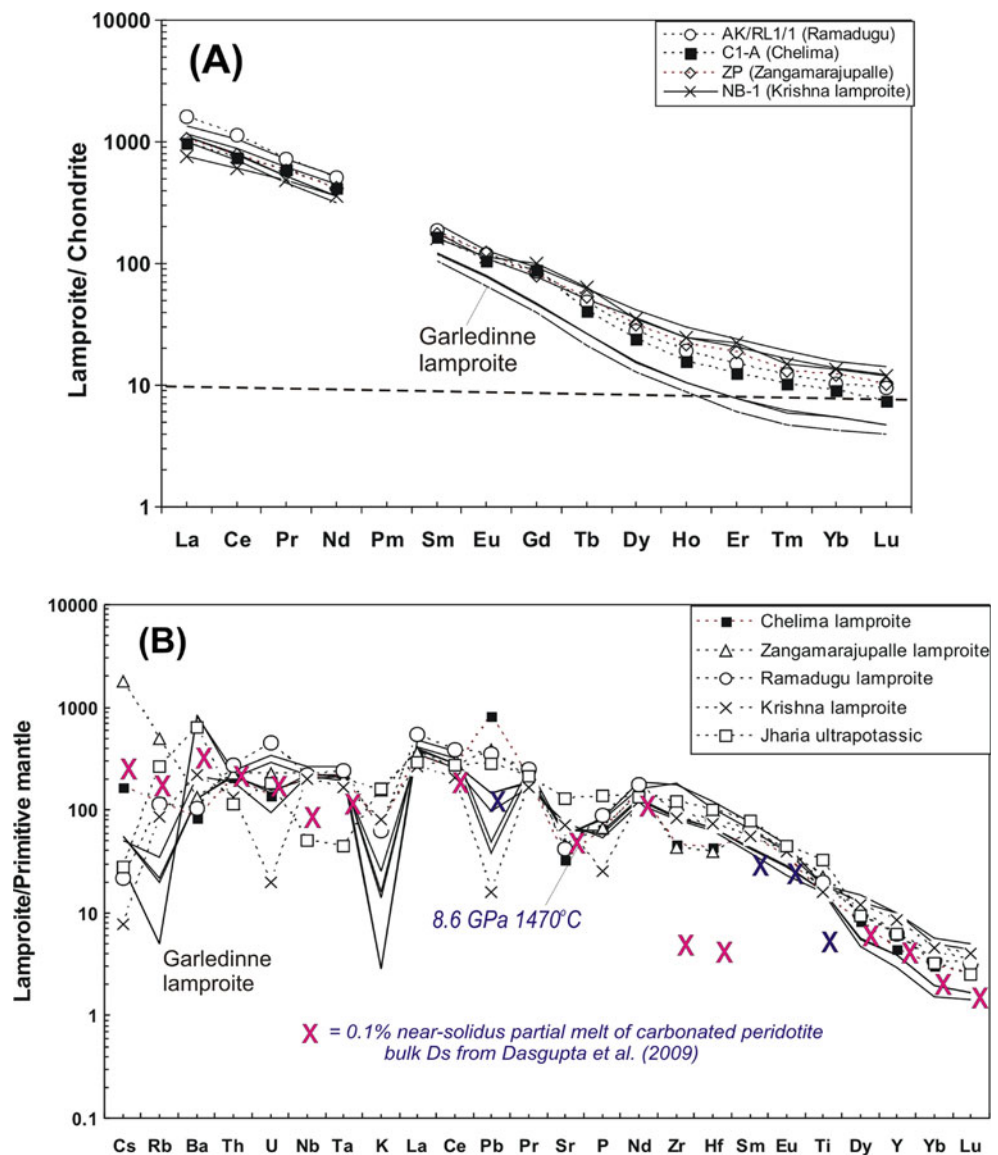 (A)
AK/RL1/1 (Ramadugu)
C1-A (Chelima)
ZP (Zangamarajupalle)
NB-1 (Krishna lamproite)
Lamproite/ Chondrite
10000
1000
100
10
1
Garledinne
lamproite
La Ce Pr Nd Pm Sm Eu Gd Tb Dy Ho Er Tm Yb Lu
(B)
Chelima lamproite
Zangamarajupalle lamproite
Ramadugu lamproite
Krishna lamproite
Jharia ultrapotassic
Lamproite/Primitive mantle
10000
1000
100
10
1
0.1
8.6 GPa 1470°C
Garledinne
lamproite
X = 0.1% near-solidus partial melt of carbonated peridotite
bulk Ds from Dasgupta et al. (2009)
Cs Rb Ba Th U Nb Ta K La Ce Pb Pr Sr P Nd Zr Hf Sm Eu Ti Dy Y Yb Lu